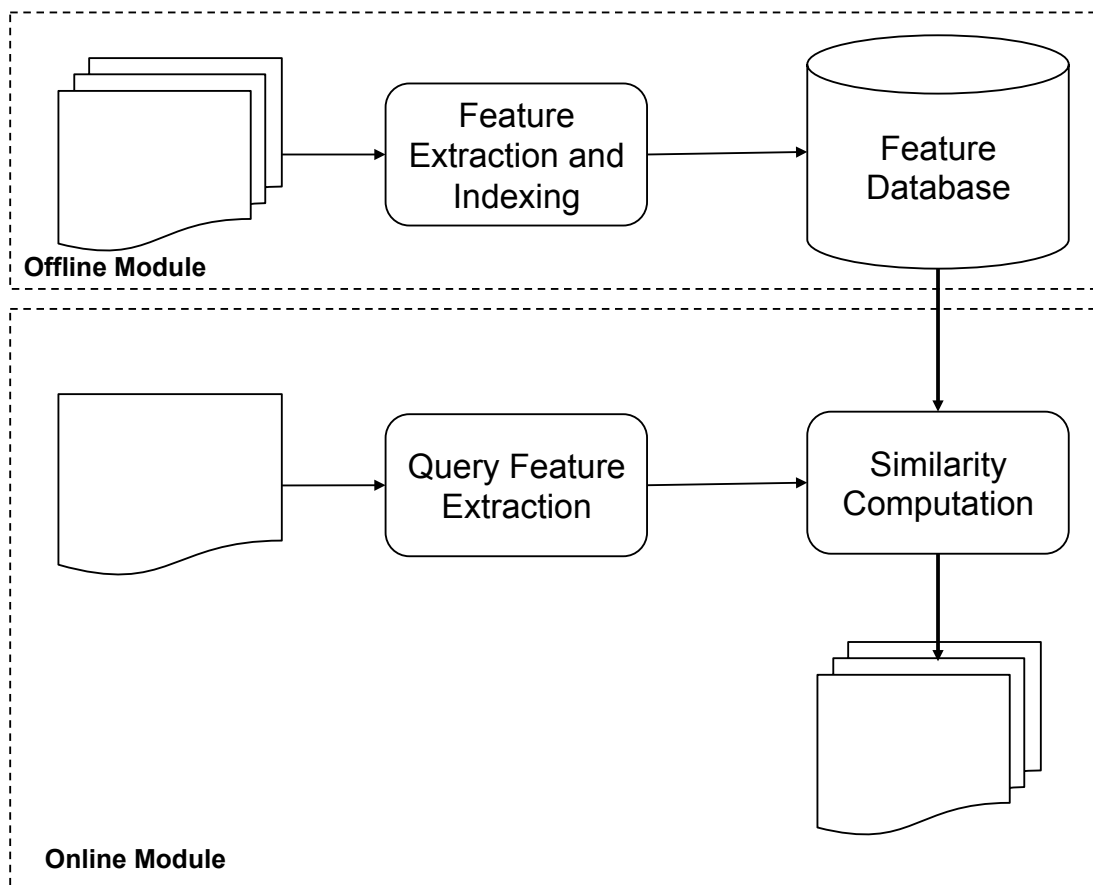 Feature
Extraction and
Indexing
Feature
Database
Offline Module
Query Feature
Extraction
Similarity
Computation
Online Module